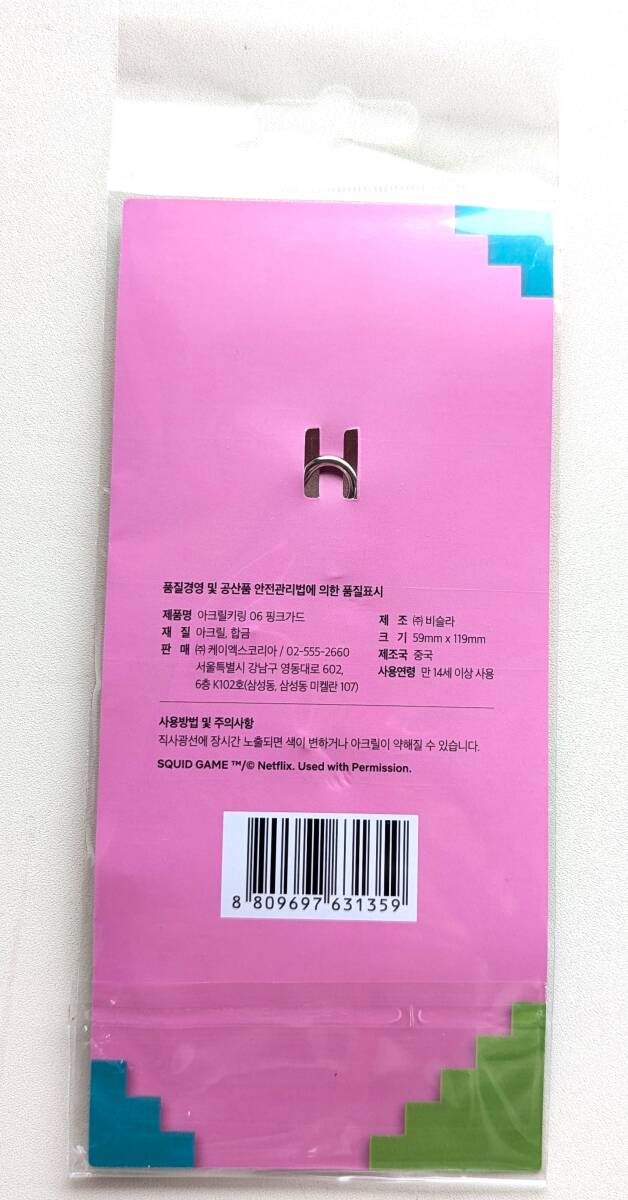 품질경영 및 공산품 안전관리법에 의한 품질표시
제품명 아크릴키링 06 핑크가드
재 질 아크릴, 합금
판 매 ㈜ 케이엑스코리아 / 02-555-2660
서울특별시 강남구 영동대로 602,
6층 K102호(삼성동, 삼성동 미켈란 107)
제 조 ㈜ 비슬라
크 기 59mm x 119mm
제조국 중국
사용연령 만 14세 이상 사용
사용방법 및 주의사항
직사광선에 장시간 노출되면 색이 변하거나 아크릴이 약해질 수 있습니다.
SQUID GAME ™/© Netflix. Used with Permission.
8 809697 631359